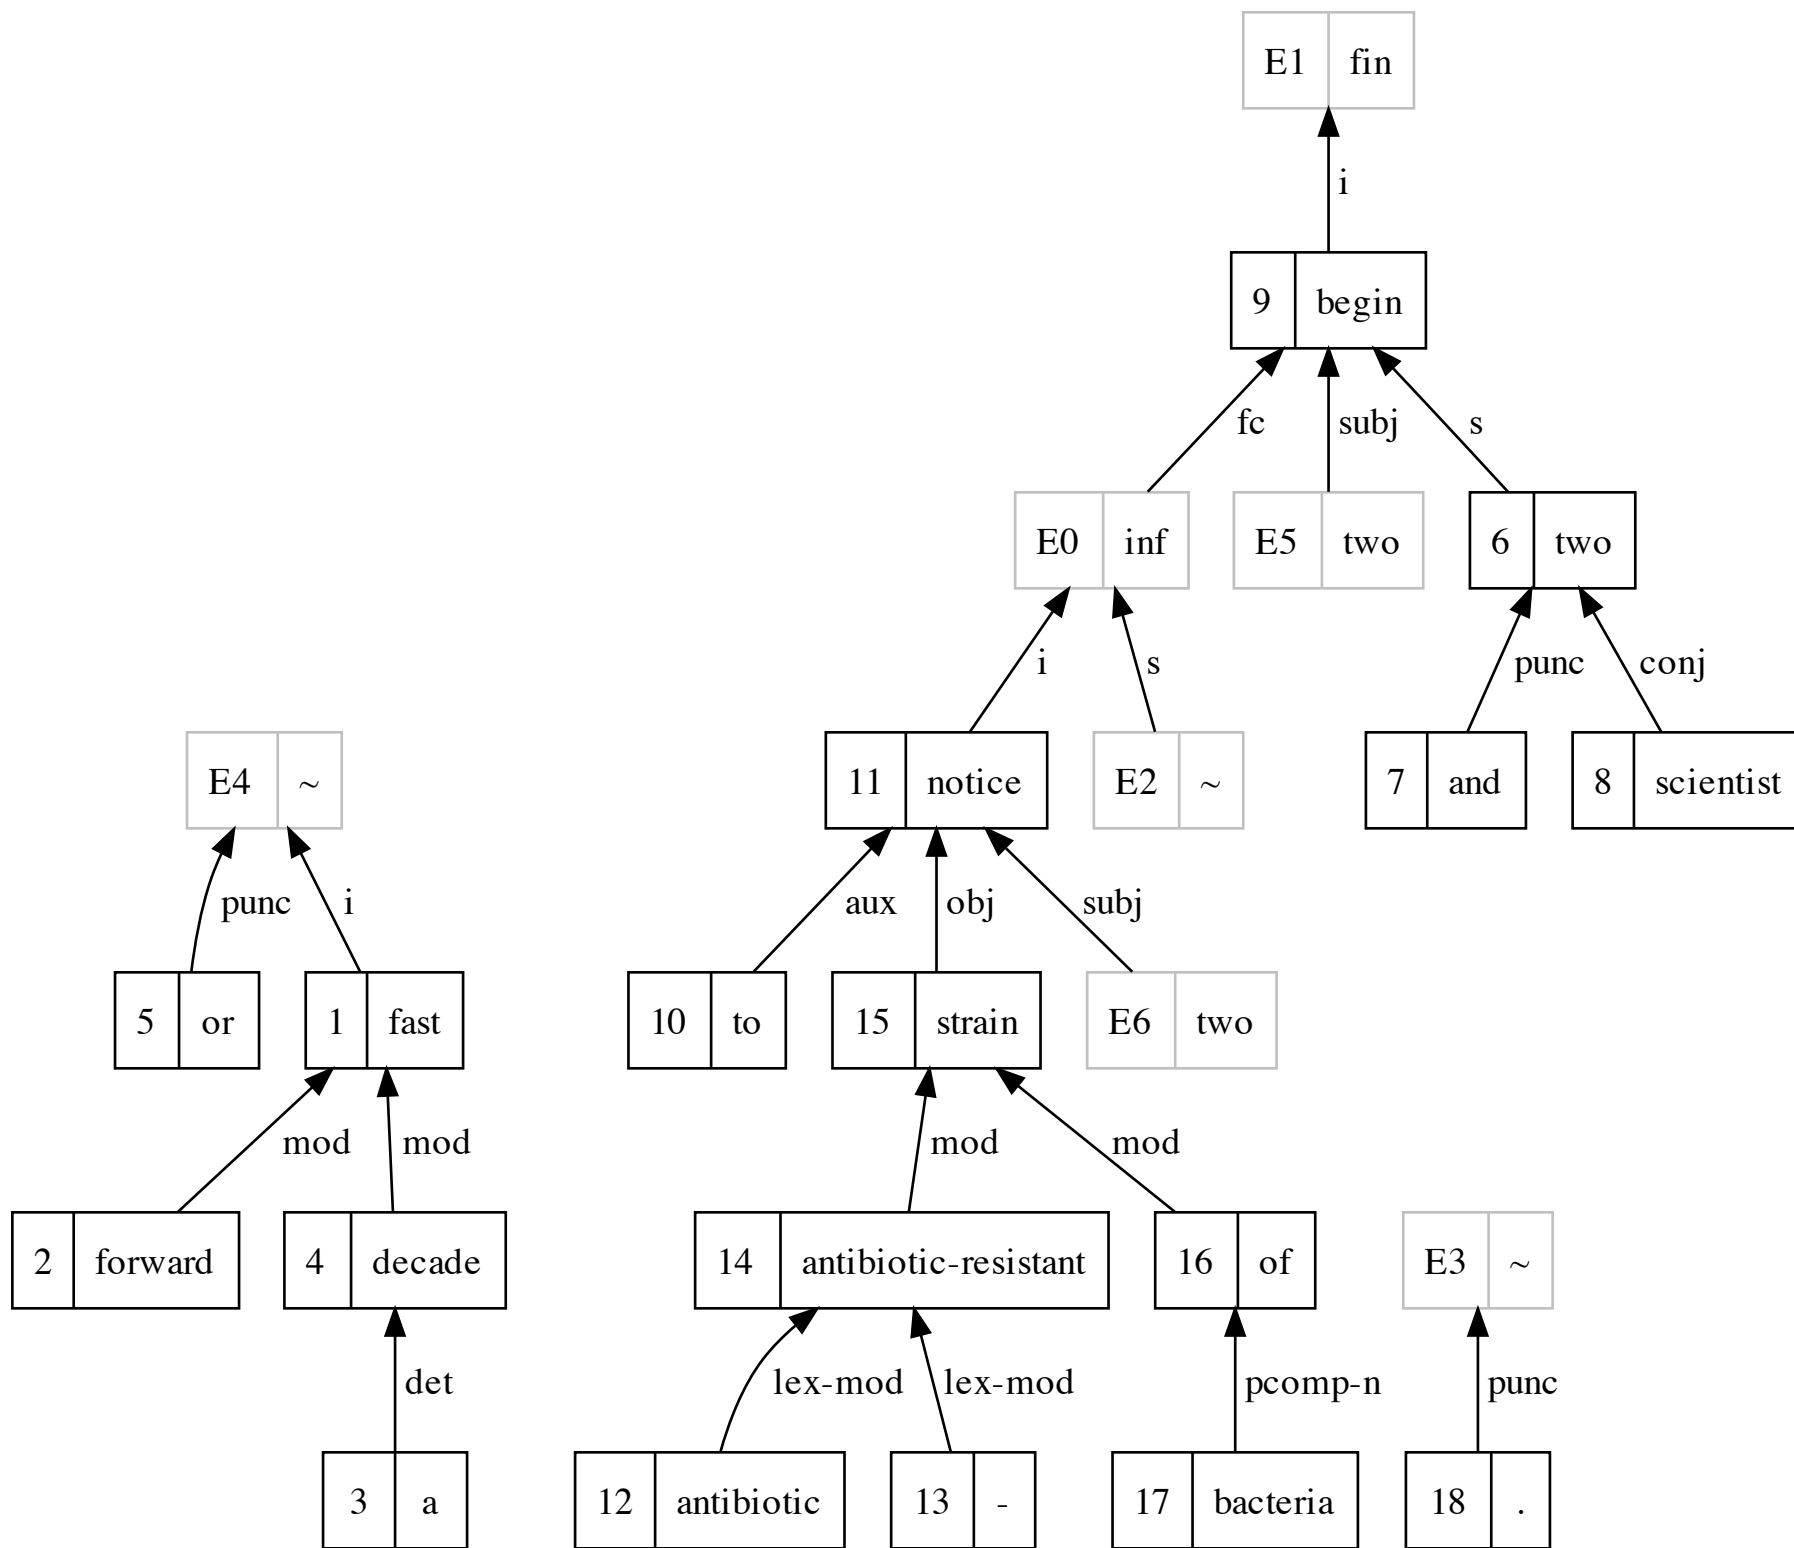 E1 fin
i
9 begin
fc subj s
E0 inf E5 two 6 two
i s punc conj
E4 ~ 11 notice E2 ~ 7 and 8 scientist
punc i aux obj subj
5 or 1 fast 10 to 15 strain E6 two
mod mod mod mod
2 forward 4 decade 14 antibiotic-resistant 16 of E3 ~
det lex-mod lex-mod pcomp-n punc
3 a 12 antibiotic 13 - 17 bacteria 18 .